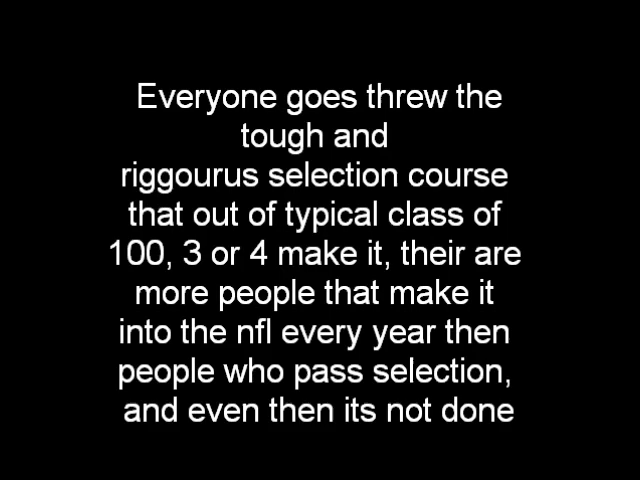 Everyone goes threw the
tough and
riggourus selection course
that out of typical class of
100, 3 or 4 make it, their are
more people that make it
into the nfl every year then
people who pass selection,
and even then its not done